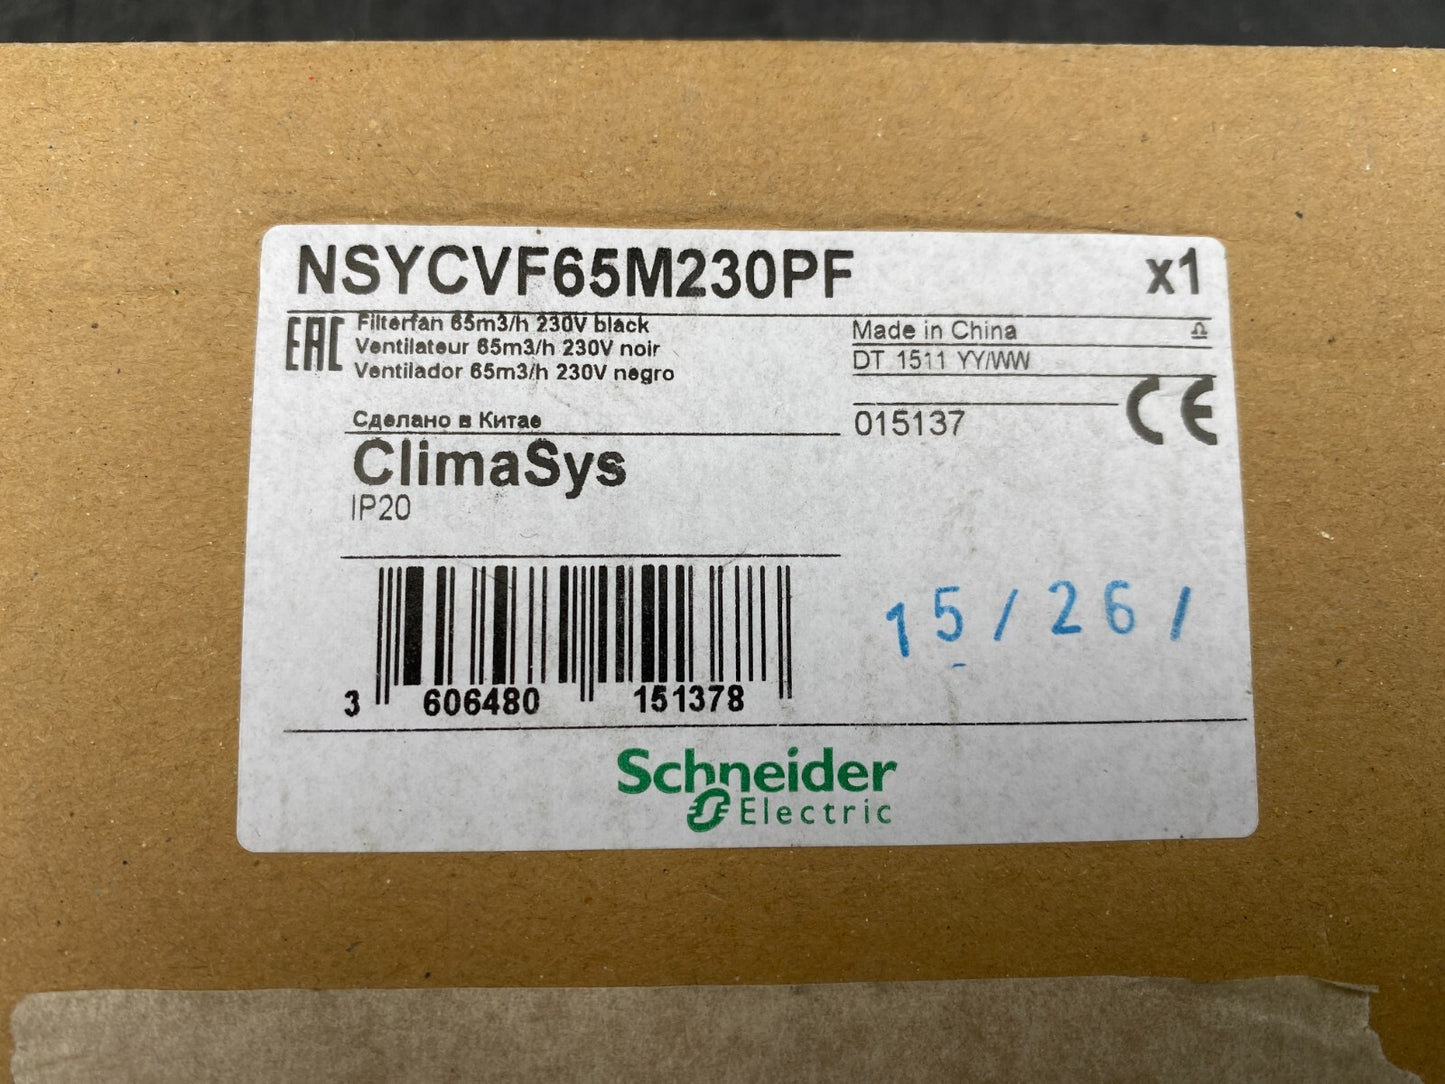 NSYCVF65M230PF x1
EAC
Filterfan 65m3/h 230V black
Ventilateur 65m3/h 230V noir
Ventilador 65m3/h 230V negro
Made in China
DT 1511 YY/WW
Сделано в Китае
015137 CE
ClimaSys
IP20
15/26/
3 606480 151378
Schneider
Electric